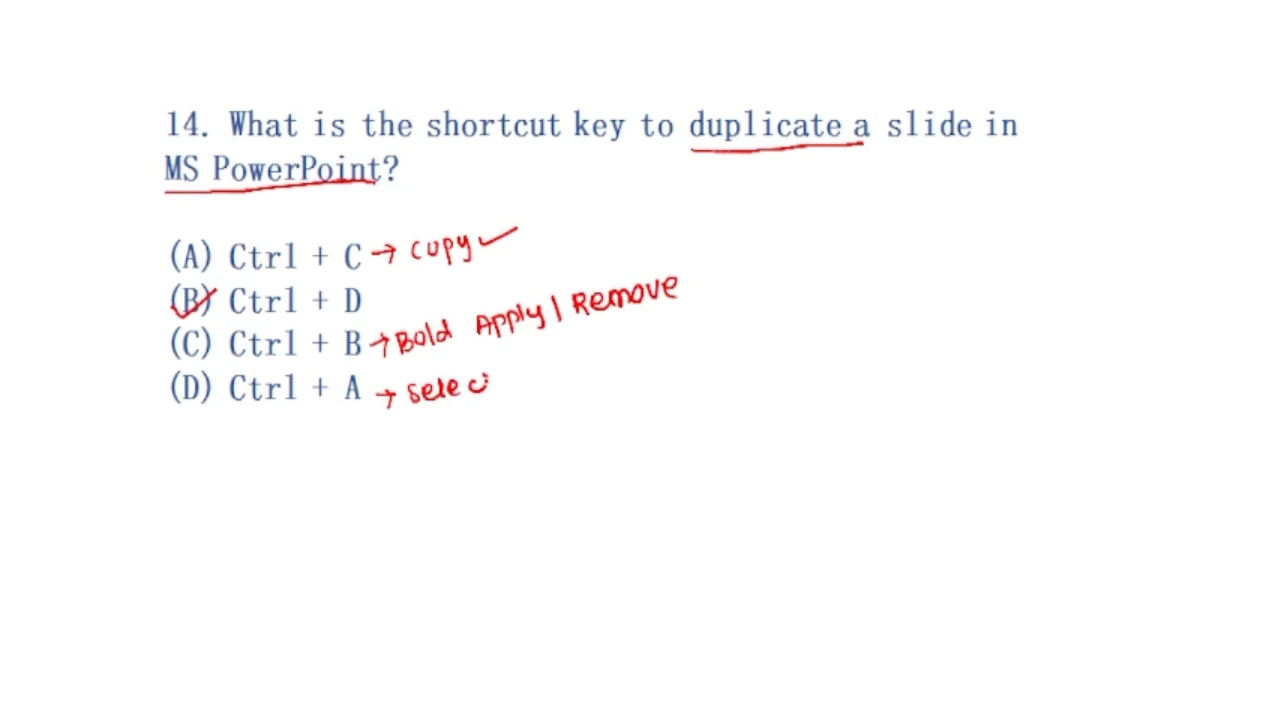 14. What is the shortcut key to duplicate a slide in
MS PowerPoint?
(A) Ctrl + C → copy ✓
(B) Ctrl + D
(C) Ctrl + B → Bold Apply | Remove
(D) Ctrl + A → selec